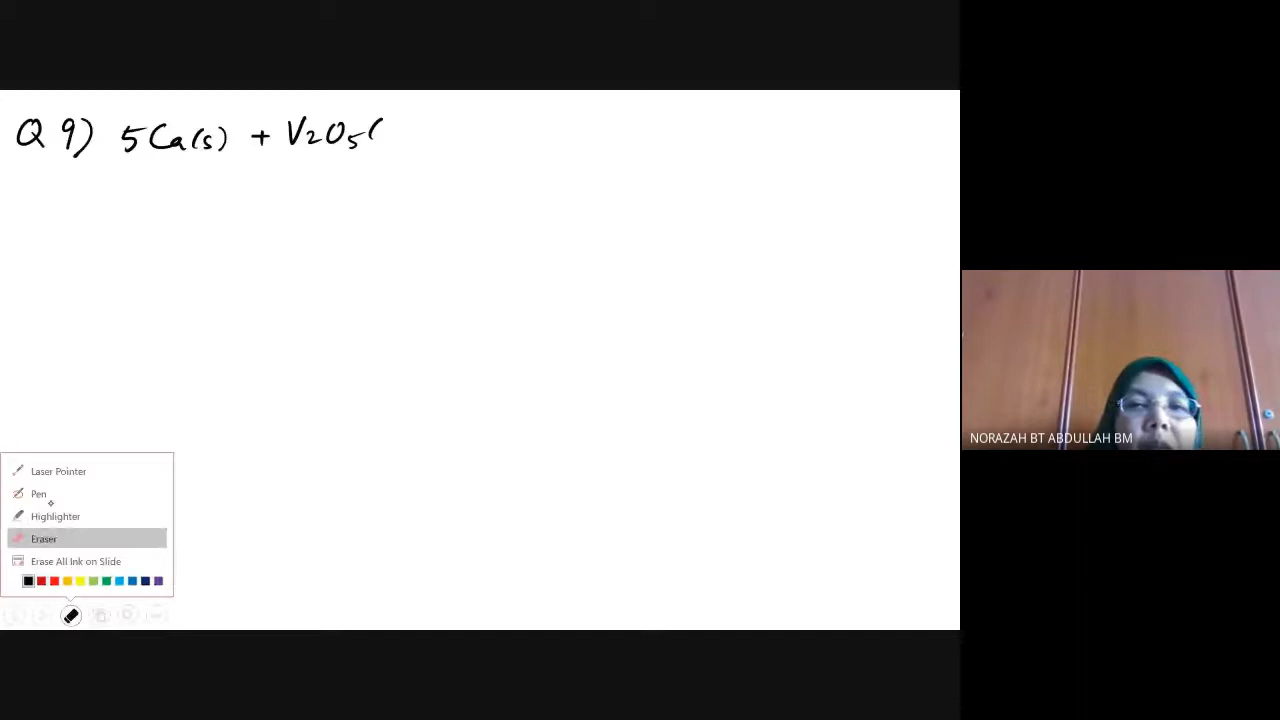 Q 9) 5Ca(s) + V2O5(
NORAZAH BT ABDULLAH BM
Laser Pointer
Pen
Highlighter
Eraser
Erase All Ink on Slide